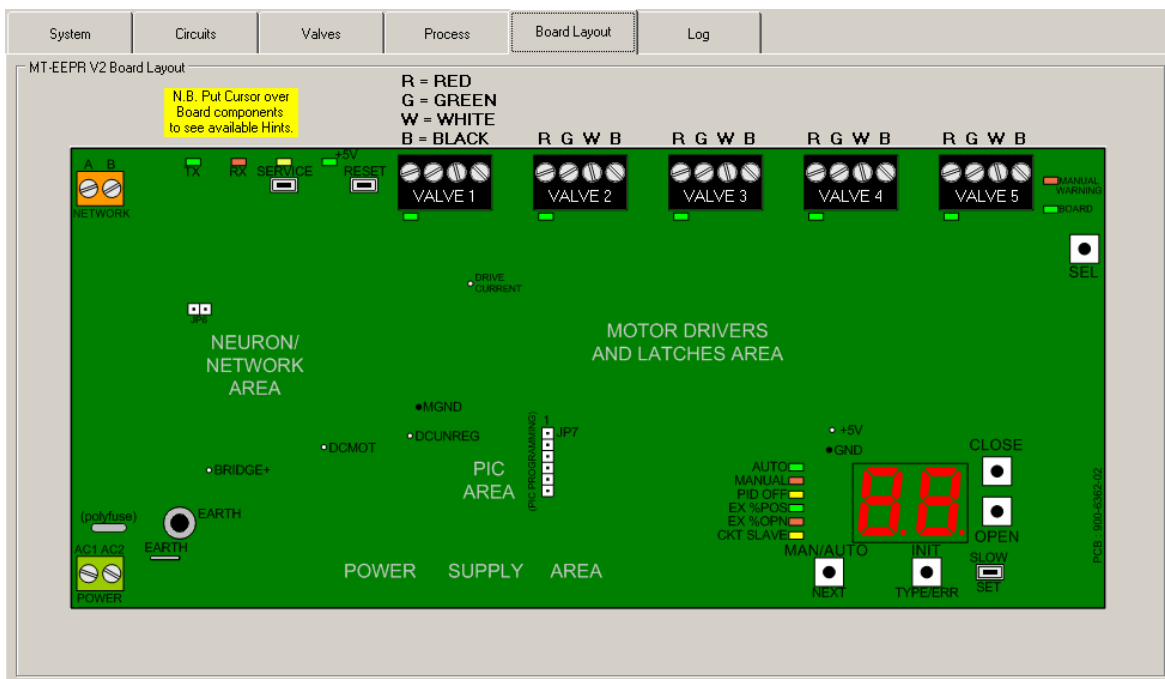 System Circuits Valves Process Board Layout Log
MT-EEPR V2 Board Layout
N.B. Put Cursor over
Board components
to see available Hints.
R = RED
G = GREEN
W = WHITE
B = BLACK
R G W B R G W B R G W B R G W B
A B
TX RX SERVICE +5V RESET
VALVE 1 VALVE 2 VALVE 3 VALVE 4 VALVE 5
NETWORK
MANUAL
WARNING
BOARD
SEL
DRIVE
CURRENT
JP6
NEURON/
NETWORK
AREA
MOTOR DRIVERS
AND LATCHES AREA
MGND
DCUNREG
DCMOT
BRIDGE+
1
JP7
(PIC PROGRAMMING)
PIC
AREA
+5V
GND
AUTO
MANUAL
PID OFF
EX %POS
EX %OPN
CKT SLAVE
8.8.
CLOSE
OPEN
PCB : 900-6362-02
(polyfuse)
EARTH
AC1 AC2
EARTH
POWER
POWER SUPPLY AREA
MAN/AUTO
NEXT
INIT
TYPE/ERR
SLOW
SET